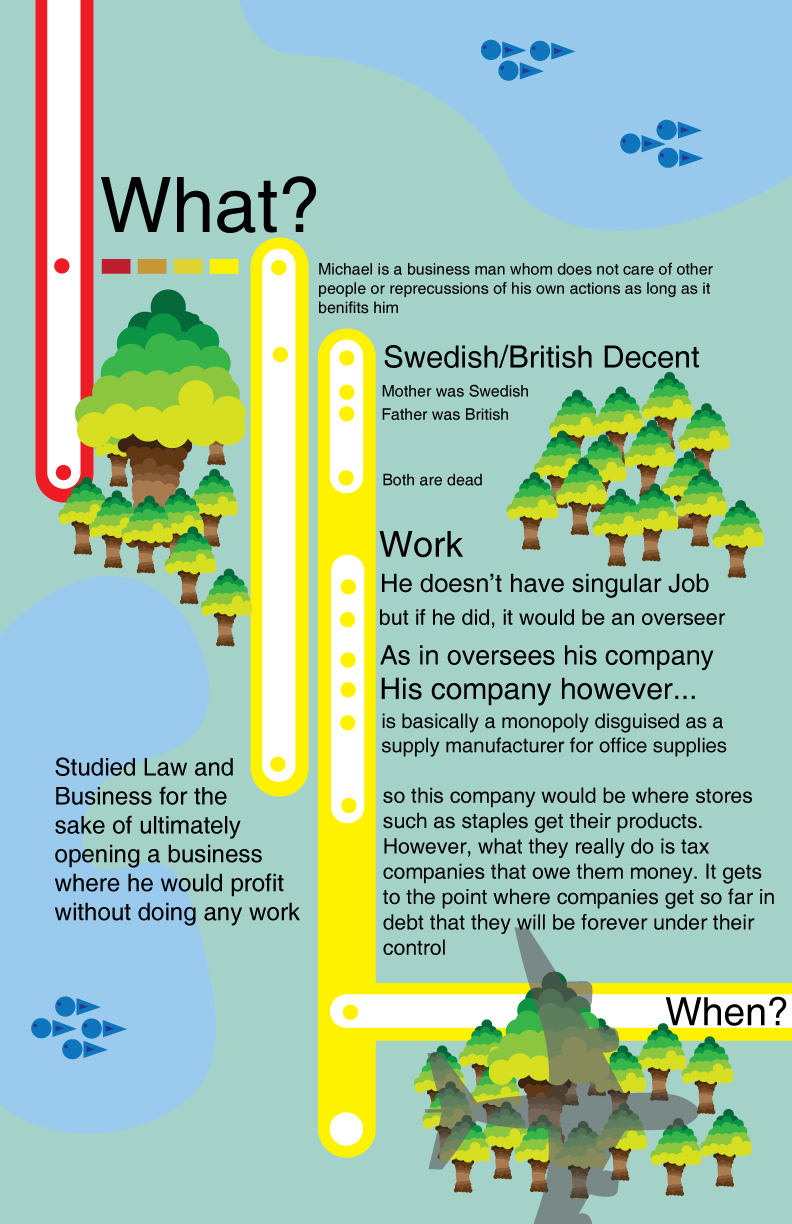 What?
Michael is a business man whom does not care of other
people or reprecussions of his own actions as long as it
benifits him
Swedish/British Decent
Mother was Swedish
Father was British
Both are dead
Work
He doesn't have singular Job
but if he did, it would be an overseer
As in oversees his company
His company however...
is basically a monopoly disguised as a
supply manufacturer for office supplies
Studied Law and
Business for the
sake of ultimately
opening a business
where he would profit
without doing any work
so this company would be where stores
such as staples get their products.
However, what they really do is tax
companies that owe them money. It gets
to the point where companies get so far in
debt that they will be forever under their
control
When?